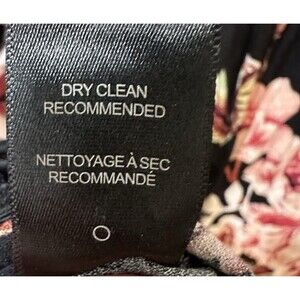 DRY CLEAN
RECOMMENDED
NETTOYAGE À SEC
RECOMMANDÉ